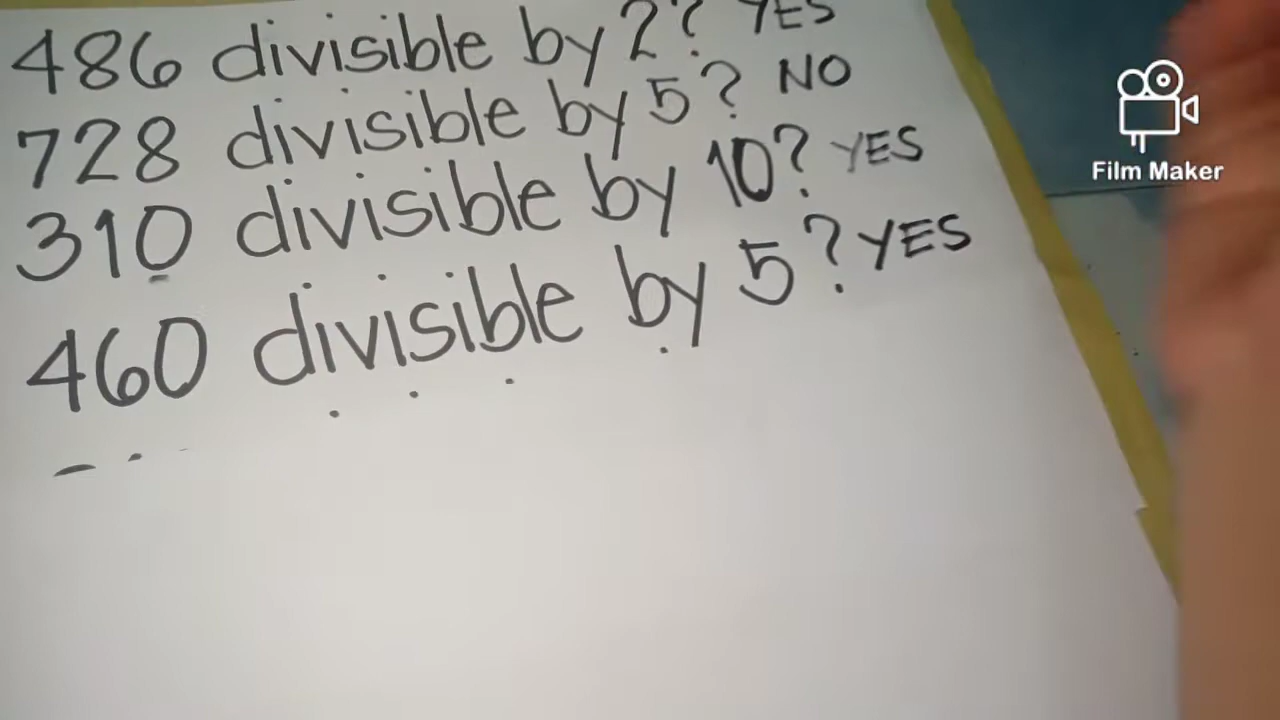 486 divisible by 2? YES
728 divisible by 5? NO
310 divisible by 10? YES
460 divisible by 5? YES
Film Maker